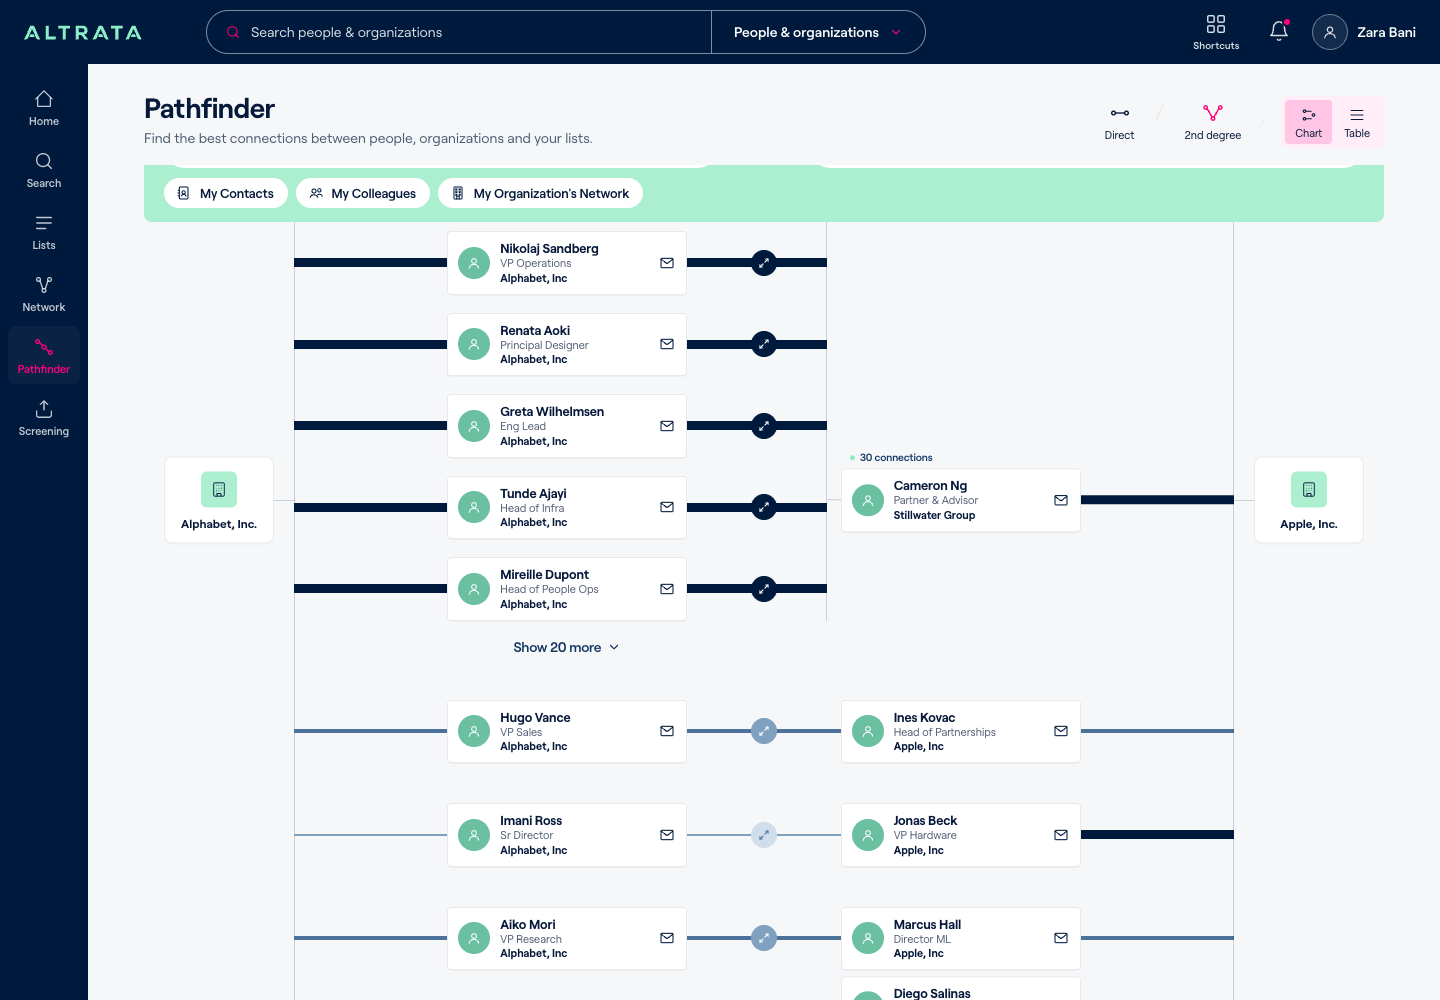 ALTRATA
Search people & organizations
People & organizations
Shortcuts
Zara Bani
Home
Search
Lists
Network
Pathfinder
Screening
Pathfinder
Find the best connections between people, organizations and your lists.
Direct
2nd degree
Chart
Table
My Contacts
My Colleagues
My Organization's Network
Nikolaj Sandberg
VP Operations
Alphabet, Inc
Renata Aoki
Principal Designer
Alphabet, Inc
Greta Wilhelmsen
Eng Lead
Alphabet, Inc
Tunde Ajayi
Head of Infra
Alphabet, Inc
Mireille Dupont
Head of People Ops
Alphabet, Inc
Show 20 more
Alphabet, Inc.
30 connections
Cameron Ng
Partner & Advisor
Stillwater Group
Apple, Inc.
Hugo Vance
VP Sales
Alphabet, Inc
Ines Kovac
Head of Partnerships
Apple, Inc
Imani Ross
Sr Director
Alphabet, Inc
Jonas Beck
VP Hardware
Apple, Inc
Aiko Mori
VP Research
Alphabet, Inc
Marcus Hall
Director ML
Apple, Inc
Diego Salinas